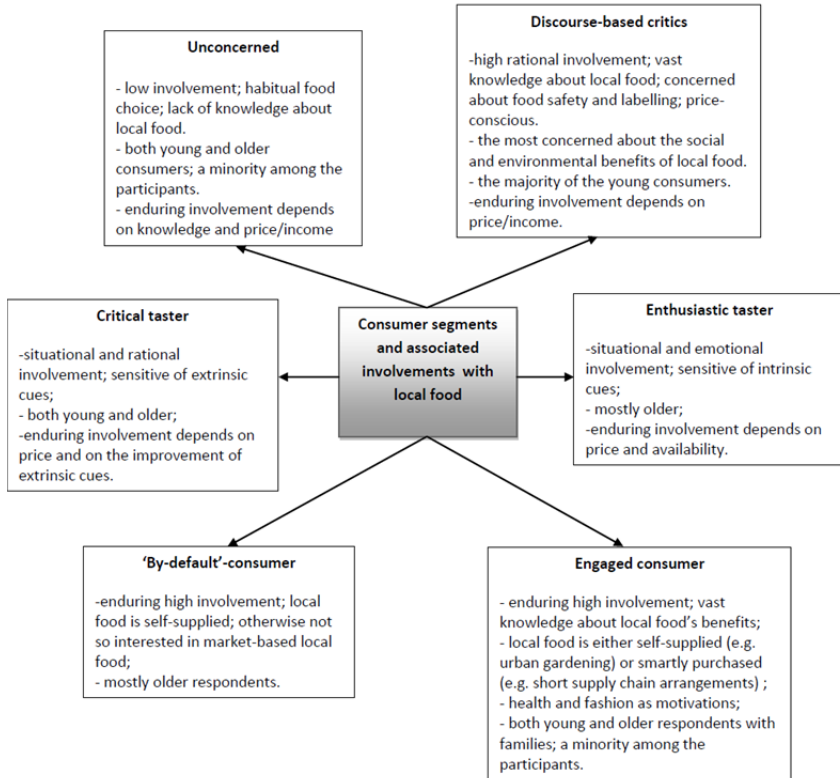 Unconcerned
- low involvement; habitual food
choice; lack of knowledge about
local food.
- both young and older
consumers; a minority among the
participants.
- enduring involvement depends
on knowledge and price/income
Discourse-based critics
-high rational involvement; vast
knowledge about local food; concerned
about food safety and labelling; price-
conscious.
- the most concerned about the social
and environmental benefits of local food.
- the majority of the young consumers.
-enduring involvement depends on
price/income.
Critical taster
-situational and rational
involvement; sensitive of extrinsic
cues;
- both young and older;
-enduring involvement depends on
price and on the improvement of
extrinsic cues.
Consumer segments
and associated
involvements with
local food
Enthusiastic taster
-situational and emotional
involvement; sensitive of intrinsic
cues;
- mostly older;
-enduring involvement depends on
price and availability.
‘By-default’-consumer
-enduring high involvement; local
food is self-supplied; otherwise not
so interested in market-based local
food;
- mostly older respondents.
Engaged consumer
- enduring high involvement; vast
knowledge about local food’s benefits;
- local food is either self-supplied (e.g.
urban gardening) or smartly purchased
(e.g. short supply chain arrangements) ;
- health and fashion as motivations;
- both young and older respondents with
families; a minority among the
participants.